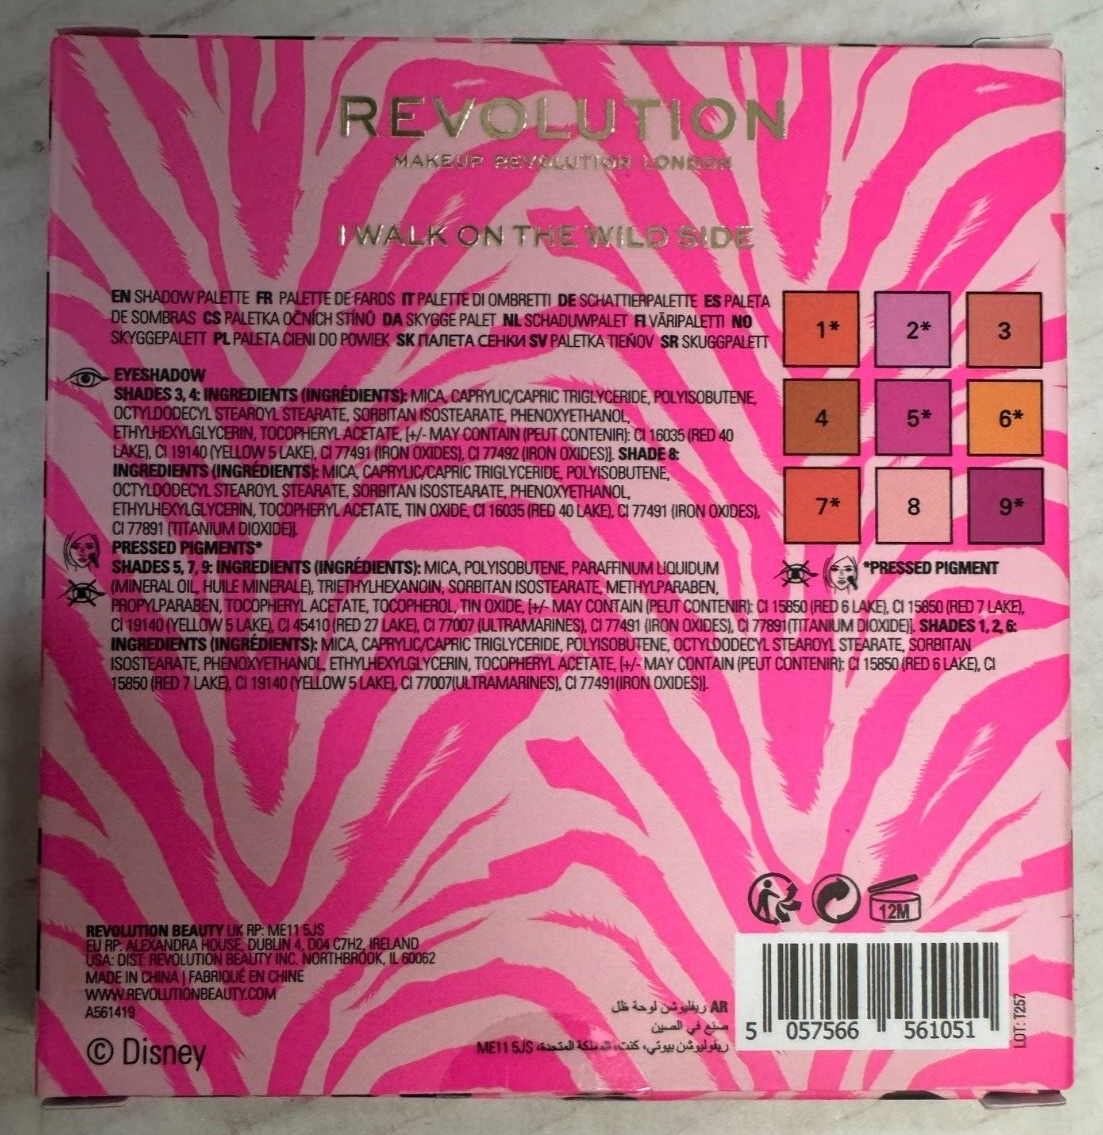 REVOLUTION
MAKEUP REVOLUTION LONDON
I WALK ON THE WILD SIDE
EN SHADOW PALETTE FR PALETTE DE FARDS IT PALETTE DI OMBRETTI DE SCHATTIERPALETTE ES PALETA
DE SOMBRAS CS PALETKA OČNÍCH STÍNŮ DA SKYGGE PALET NL SCHADUWPALET FI VÄRIPALETTI NO
SKYGGEPALETT PL PALETA CIENI DO POWIEK SK ПАЛЕТА СЕНКИ SV PALETKA TIEŇOV SR SKUGGPALETT
1*
2*
3
4
5*
6*
7*
8
9*
EYESHADOW
SHADES 3, 4: INGREDIENTS (INGRÉDIENTS): MICA, CAPRYLIC/CAPRIC TRIGLYCERIDE, POLYISOBUTENE,
OCTYLDODECYL STEAROYL STEARATE, SORBITAN ISOSTEARATE, PHENOXYETHANOL,
ETHYLHEXYLGLYCERIN, TOCOPHERYL ACETATE, [+/- MAY CONTAIN (PEUT CONTENIR): CI 16035 (RED 40
LAKE), CI 19140 (YELLOW 5 LAKE), CI 77491 (IRON OXIDES), CI 77492 (IRON OXIDES)]. SHADE 8:
INGREDIENTS (INGRÉDIENTS): MICA, CAPRYLIC/CAPRIC TRIGLYCERIDE, POLYISOBUTENE,
OCTYLDODECYL STEAROYL STEARATE, SORBITAN ISOSTEARATE, PHENOXYETHANOL,
ETHYLHEXYLGLYCERIN, TOCOPHERYL ACETATE, TIN OXIDE, CI 16035 (RED 40 LAKE), CI 77491 (IRON OXIDES),
CI 77891 (TITANIUM DIOXIDE)].
PRESSED PIGMENTS*
*PRESSED PIGMENT
SHADES 5, 7, 9: INGREDIENTS (INGRÉDIENTS): MICA, POLYISOBUTENE, PARAFFINUM LIQUIDUM
(MINERAL OIL, HUILE MINERALE), TRIETHYLHEXANOIN, SORBITAN ISOSTEARATE, METHYLPARABEN,
PROPYLPARABEN, TOCOPHERYL ACETATE, TOCOPHEROL, TIN OXIDE, [+/- MAY CONTAIN (PEUT CONTENIR): CI 15850 (RED 6 LAKE), CI 15850 (RED 7 LAKE),
CI 19140 (YELLOW 5 LAKE), CI 45410 (RED 27 LAKE), CI 77007 (ULTRAMARINES), CI 77491 (IRON OXIDES), CI 77891(TITANIUM DIOXIDE)]. SHADES 1, 2, 6:
INGREDIENTS (INGRÉDIENTS): MICA, CAPRYLIC/CAPRIC TRIGLYCERIDE, POLYISOBUTENE, OCTYLDODECYL STEAROYL STEARATE, SORBITAN
ISOSTEARATE, PHENOXYETHANOL, ETHYLHEXYLGLYCERIN, TOCOPHERYL ACETATE, [+/- MAY CONTAIN (PEUT CONTENIR): CI 15850 (RED 6 LAKE), CI
15850 (RED 7 LAKE), CI 19140 (YELLOW 5 LAKE), CI 77007(ULTRAMARINES), CI 77491(IRON OXIDES)].
12M
REVOLUTION BEAUTY UK RP: ME11 5JS
EU RP: ALEXANDRA HOUSE, DUBLIN 4, D04 C7H2, IRELAND
USA: DIST: REVOLUTION BEAUTY INC. NORTHBROOK, IL 60062
MADE IN CHINA | FABRIQUÉ EN CHINE
WWW.REVOLUTIONBEAUTY.COM
A561419
© Disney
AR ريفليوشن لوحة ظل
صنع في الصين
ريفوليوشن بيوتي، كنت، المملكة المتحدة، ME11 5JS
5 057566 561051
LOT: T257